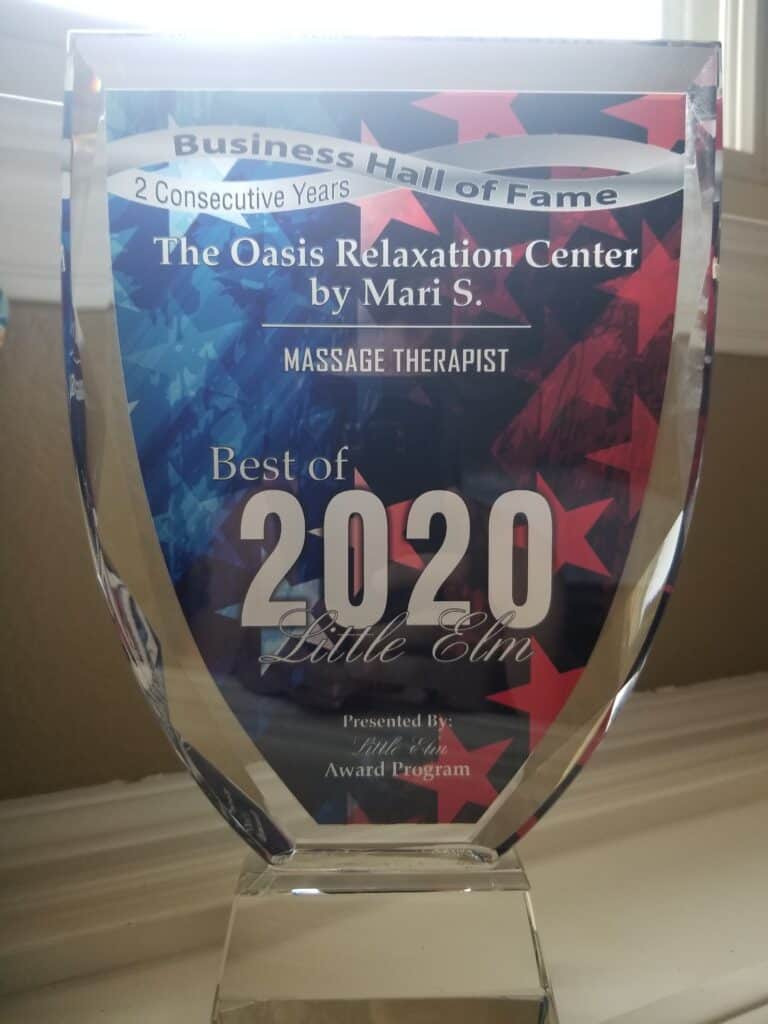 Business Hall of Fame
2 Consecutive Years
The Oasis Relaxation Center
by Mari S.
MASSAGE THERAPIST
Best of
2020
Little Elm
Presented By:
Little Elm
Award Program